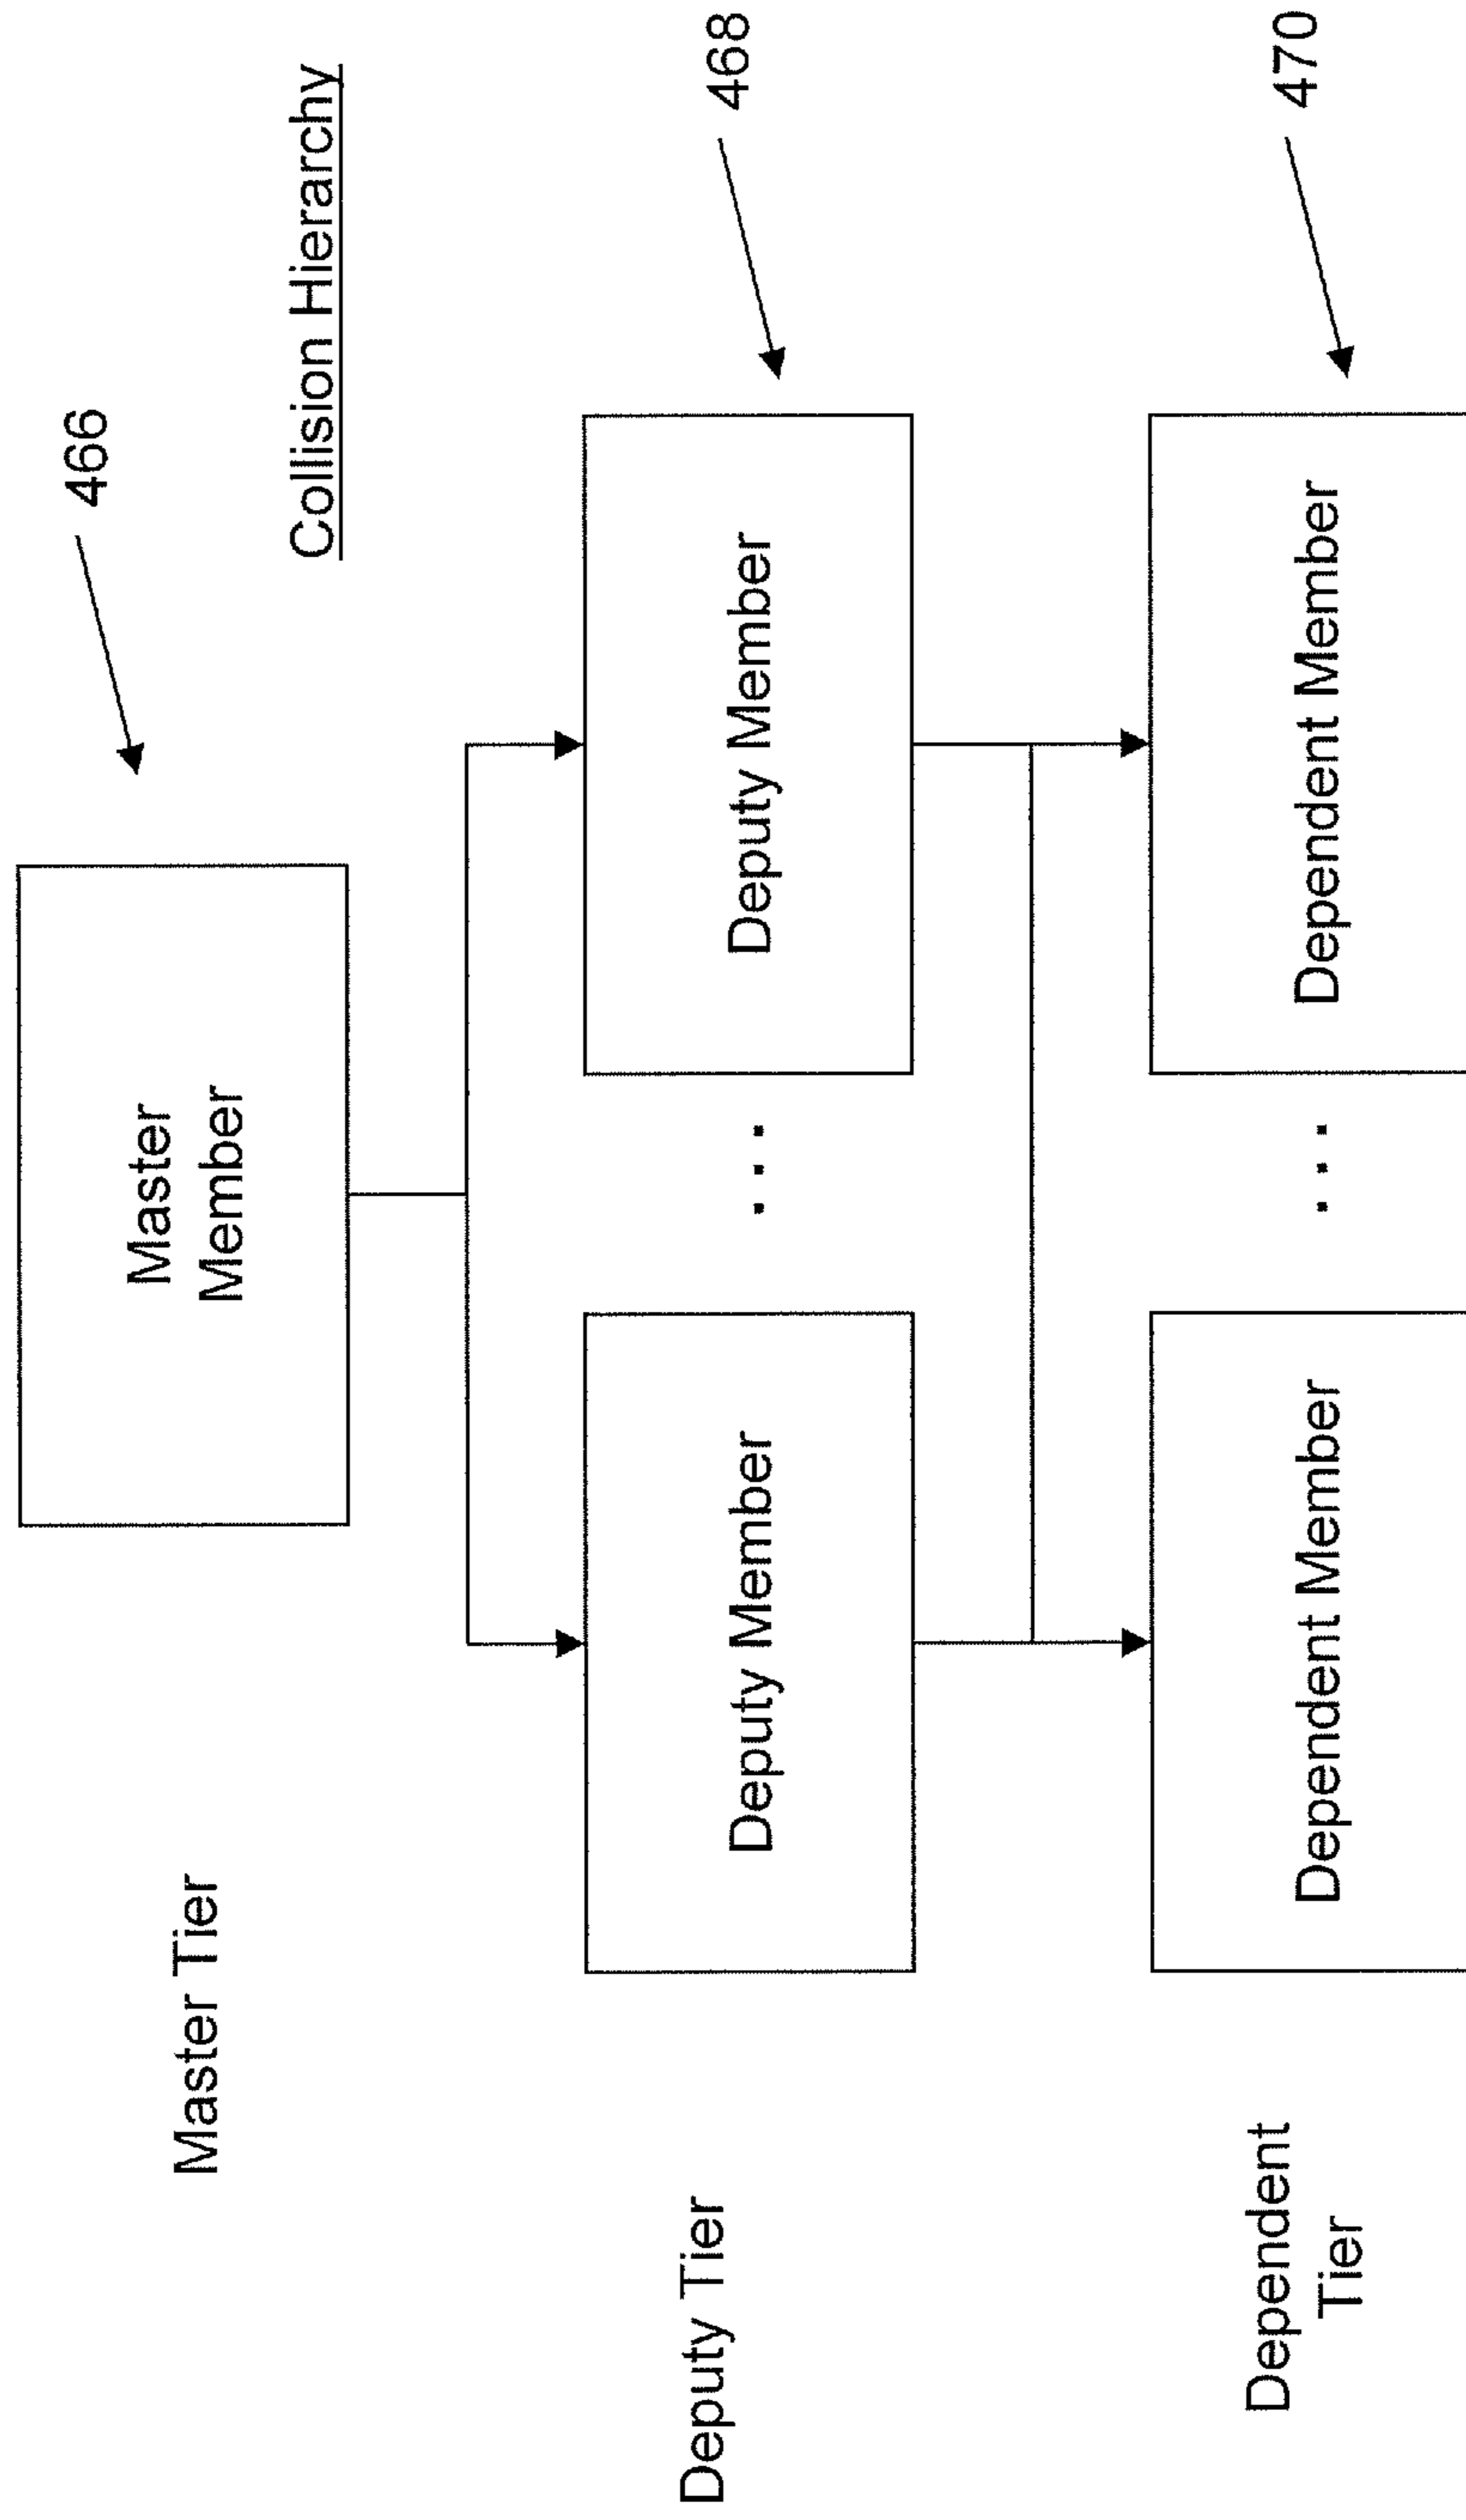 466
Master Tier
Master
Member
Collision Hierarchy
468
Deputy Tier
Deputy Member
. . .
Deputy Member
470
Dependent
Tier
Dependent Member
. . .
Dependent Member